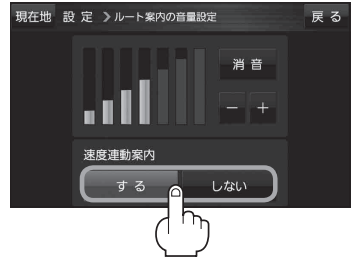 現在地 設 定 > ルート案内の音量設定 戻 る
消 音
− ＋
速度連動案内
す る しない